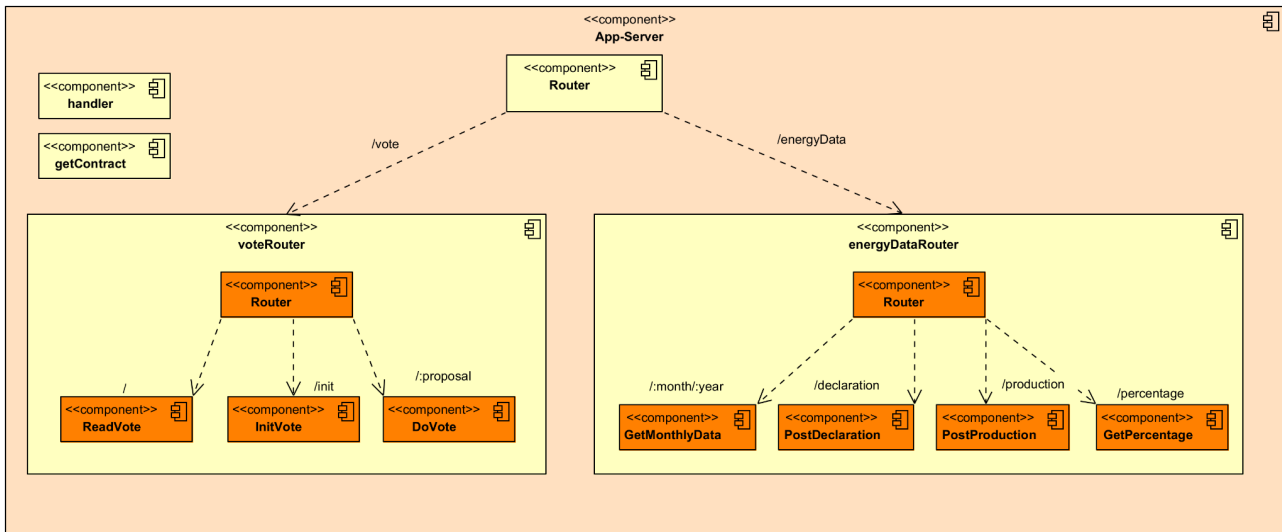 <<component>>
App-Server
<<component>>
Router
<<component>>
handler
<<component>>
getContract
/vote
/energyData
<<component>>
voteRouter
<<component>>
Router
/
/init
/:proposal
<<component>>
ReadVote
<<component>>
InitVote
<<component>>
DoVote
<<component>>
energyDataRouter
<<component>>
Router
/:month/:year
/declaration
/production
/percentage
<<component>>
GetMonthlyData
<<component>>
PostDeclaration
<<component>>
PostProduction
<<component>>
GetPercentage